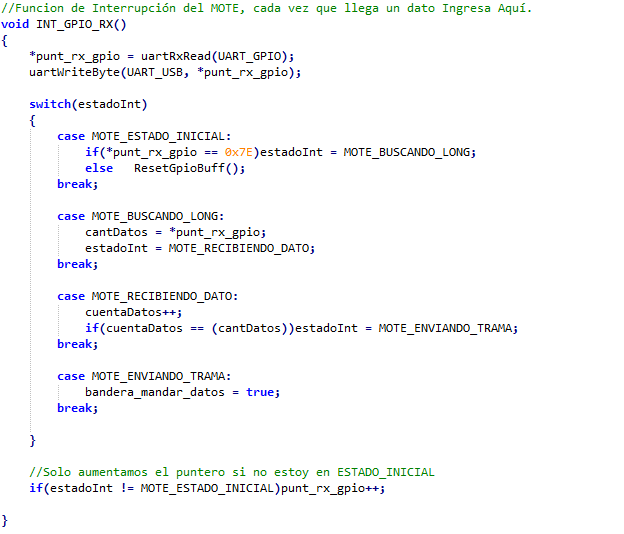 //Funcion de Interrupción del MOTE, cada vez que llega un dato Ingresa Aquí.
void INT_GPIO_RX()
{
    *punt_rx_gpio = uartRxRead(UART_GPIO);
    uartWriteByte(UART_USB, *punt_rx_gpio);

    switch(estadoInt)
    {
        case MOTE_ESTADO_INICIAL:
            if(*punt_rx_gpio == 0x7E)estadoInt = MOTE_BUSCANDO_LONG;
            else   ResetGpioBuff();
        break;

        case MOTE_BUSCANDO_LONG:
            cantDatos = *punt_rx_gpio;
            estadoInt = MOTE_RECIBIENDO_DATO;
        break;

        case MOTE_RECIBIENDO_DATO:
            cuentaDatos++;
            if(cuentaDatos == (cantDatos))estadoInt = MOTE_ENVIANDO_TRAMA;
        break;

        case MOTE_ENVIANDO_TRAMA:
            bandera_mandar_datos = true;
        break;

    }

    //Solo aumentamos el puntero si no estoy en ESTADO_INICIAL
    if(estadoInt != MOTE_ESTADO_INICIAL)punt_rx_gpio++;

}